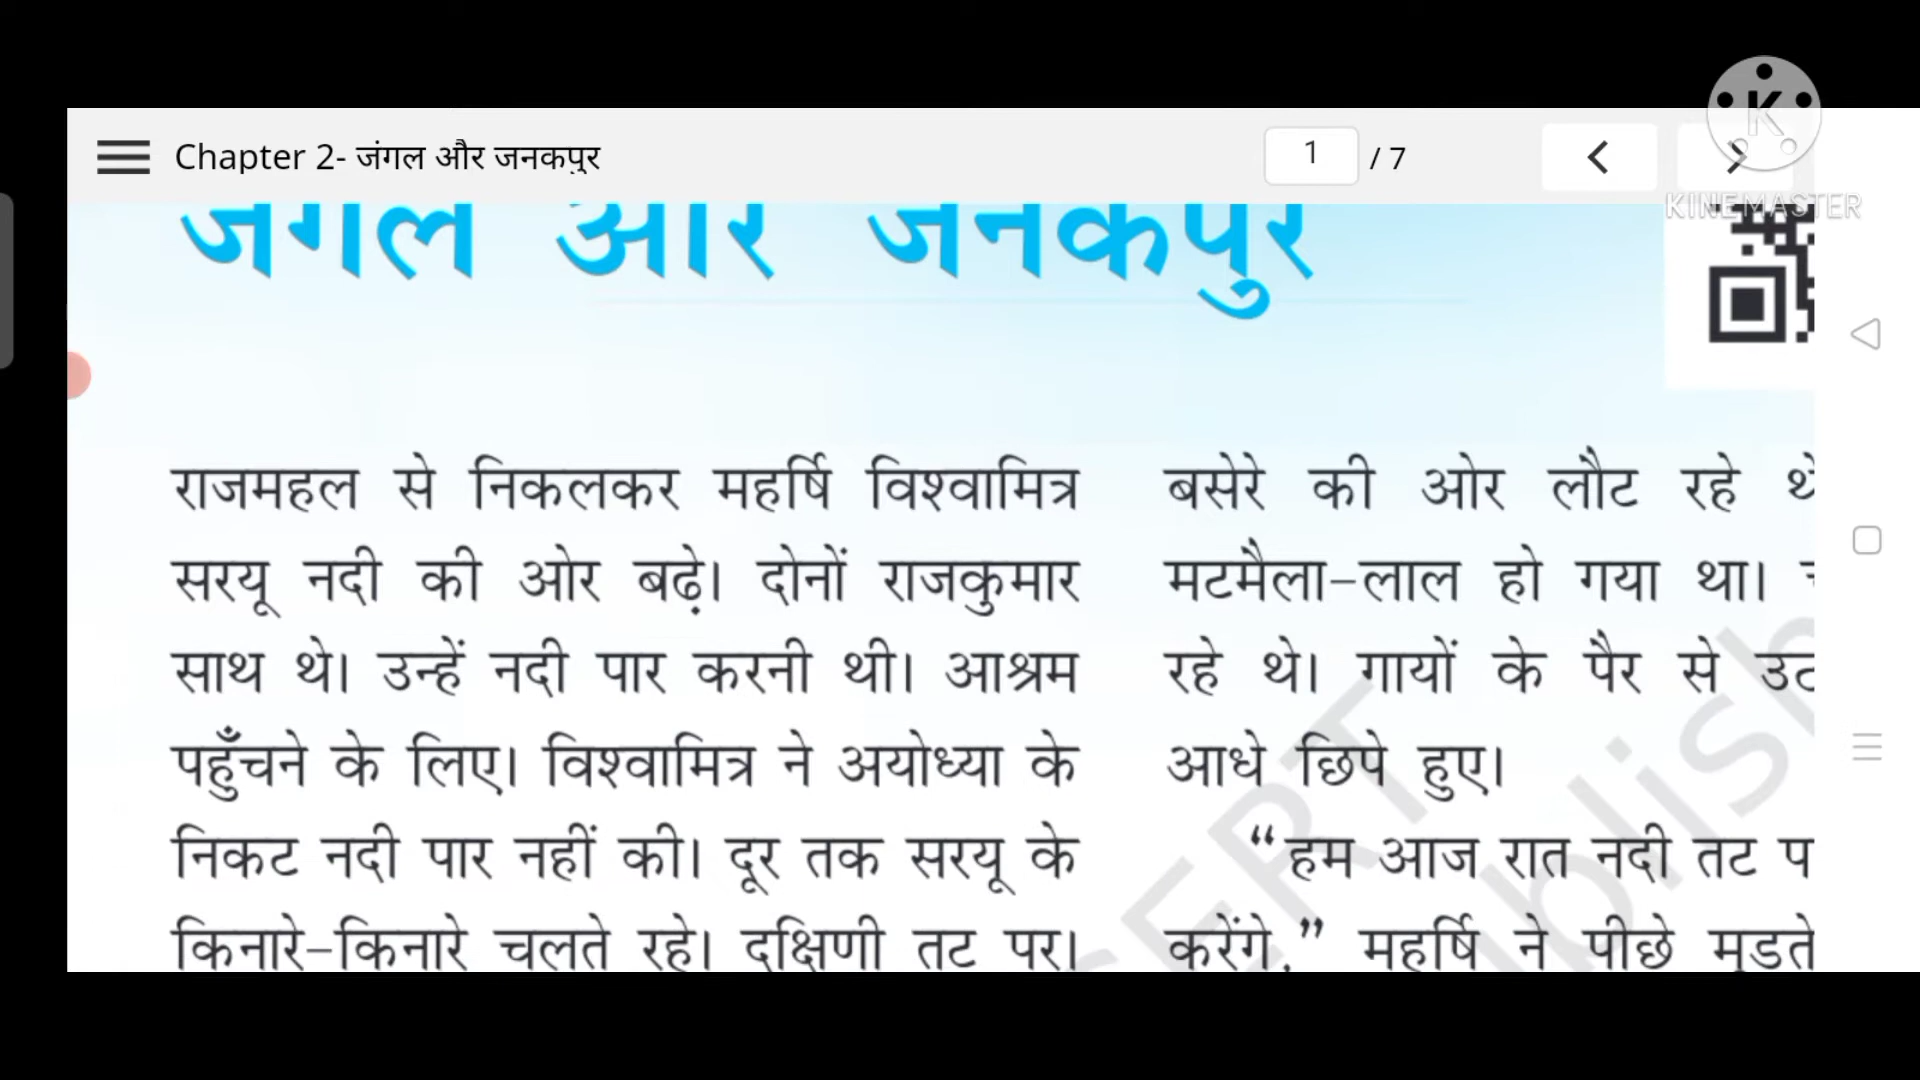 Chapter 2- जंगल और जनकपुर
1 / 7
KINEMASTER
जंगल और जनकपुर
राजमहल से निकलकर महर्षि विश्वामित्र
सरयू नदी की ओर बढ़े। दोनों राजकुमार
साथ थे। उन्हें नदी पार करनी थी। आश्रम
पहुँचने के लिए। विश्वामित्र ने अयोध्या के
निकट नदी पार नहीं की। दूर तक सरयू के
किनारे-किनारे चलते रहे। दक्षिणी तट पर।
बसेरे की ओर लौट रहे थे
मटमैला-लाल हो गया था।
रहे थे। गायों के पैर से
आधे छिपे हुए।
“हम आज रात नदी तट
करेंगे,” महर्षि ने पीछे मुड़ते